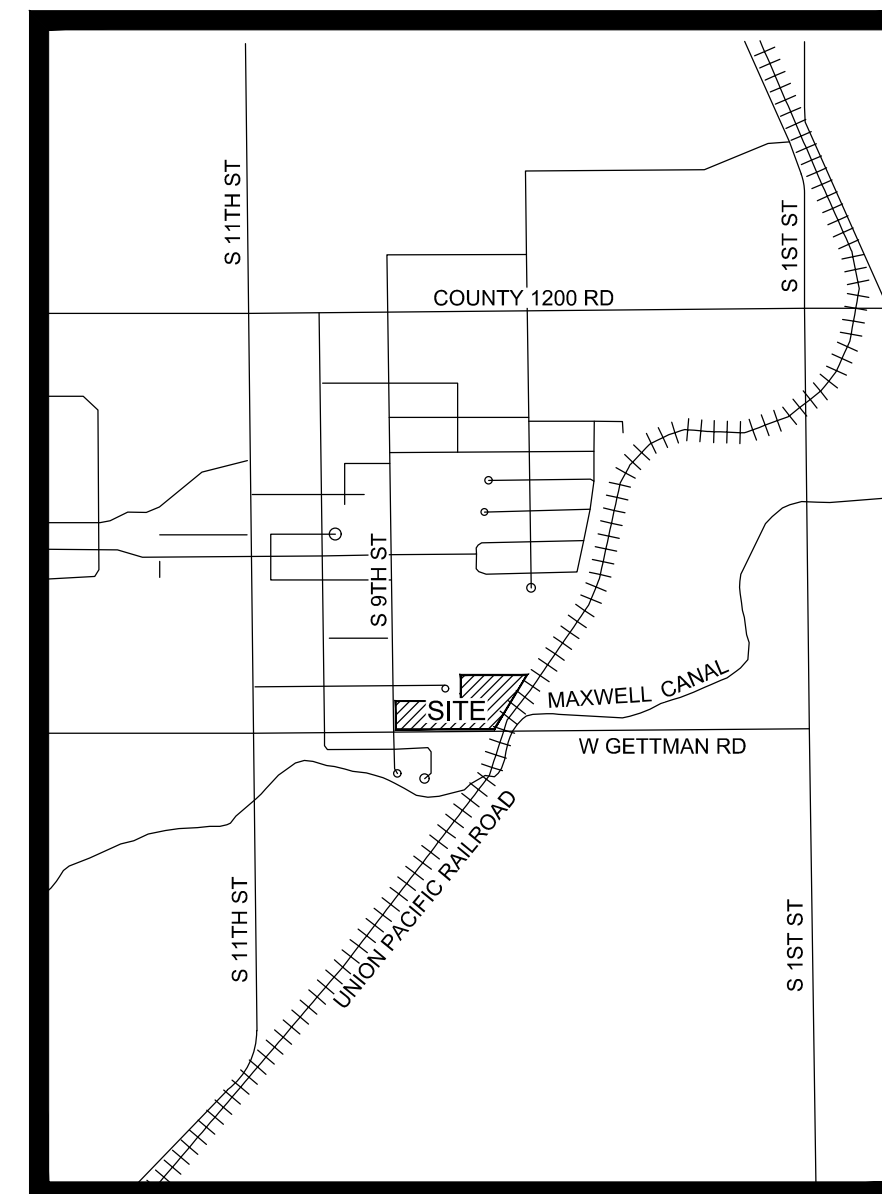 S 11TH ST
S 1ST ST
COUNTY 1200 RD
S 9TH ST
MAXWELL CANAL
SITE
W GETTMAN RD
UNION PACIFIC RAILROAD
S 11TH ST
S 1ST ST